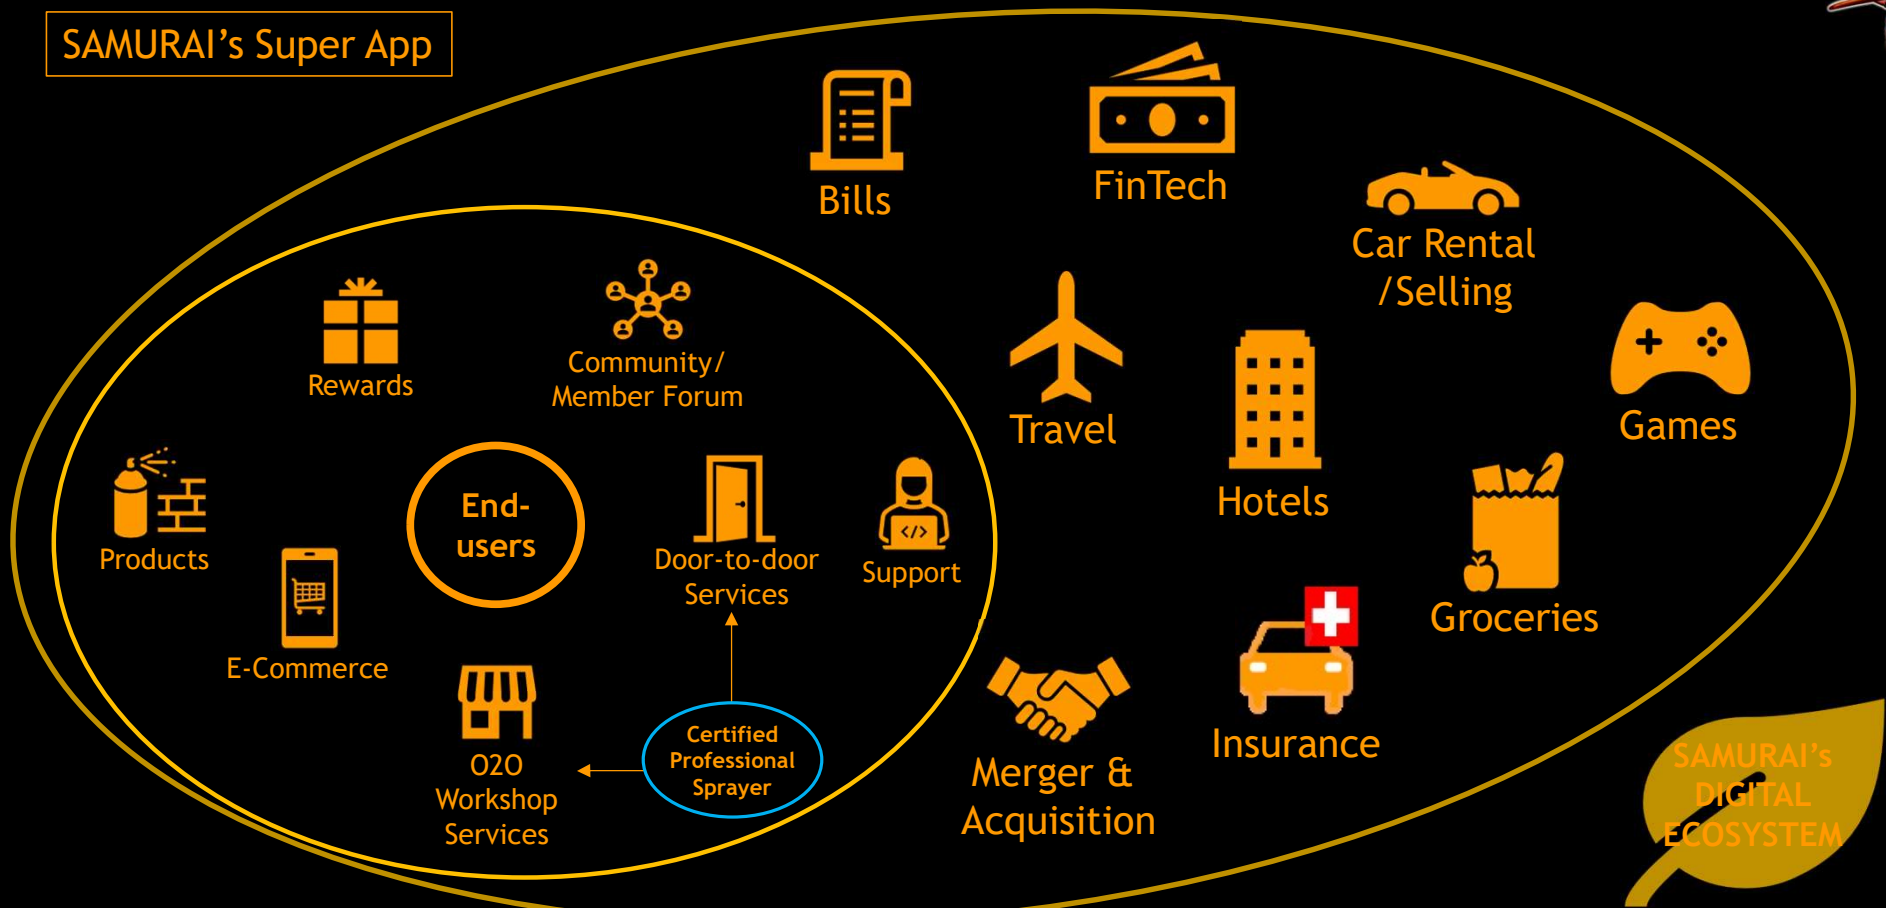 SAMURAI's Super App
Bills
FinTech
Car Rental
/Selling
Rewards
Community/
Member Forum
Travel
Hotels
Games
Products
End-
users
Door-to-door
Services
Support
E-Commerce
Groceries
O2O
Workshop
Services
Certified
Professional
Sprayer
</>
Merger &
Acquisition
Insurance
SAMURAI's
DIGITAL
ECOSYSTEM